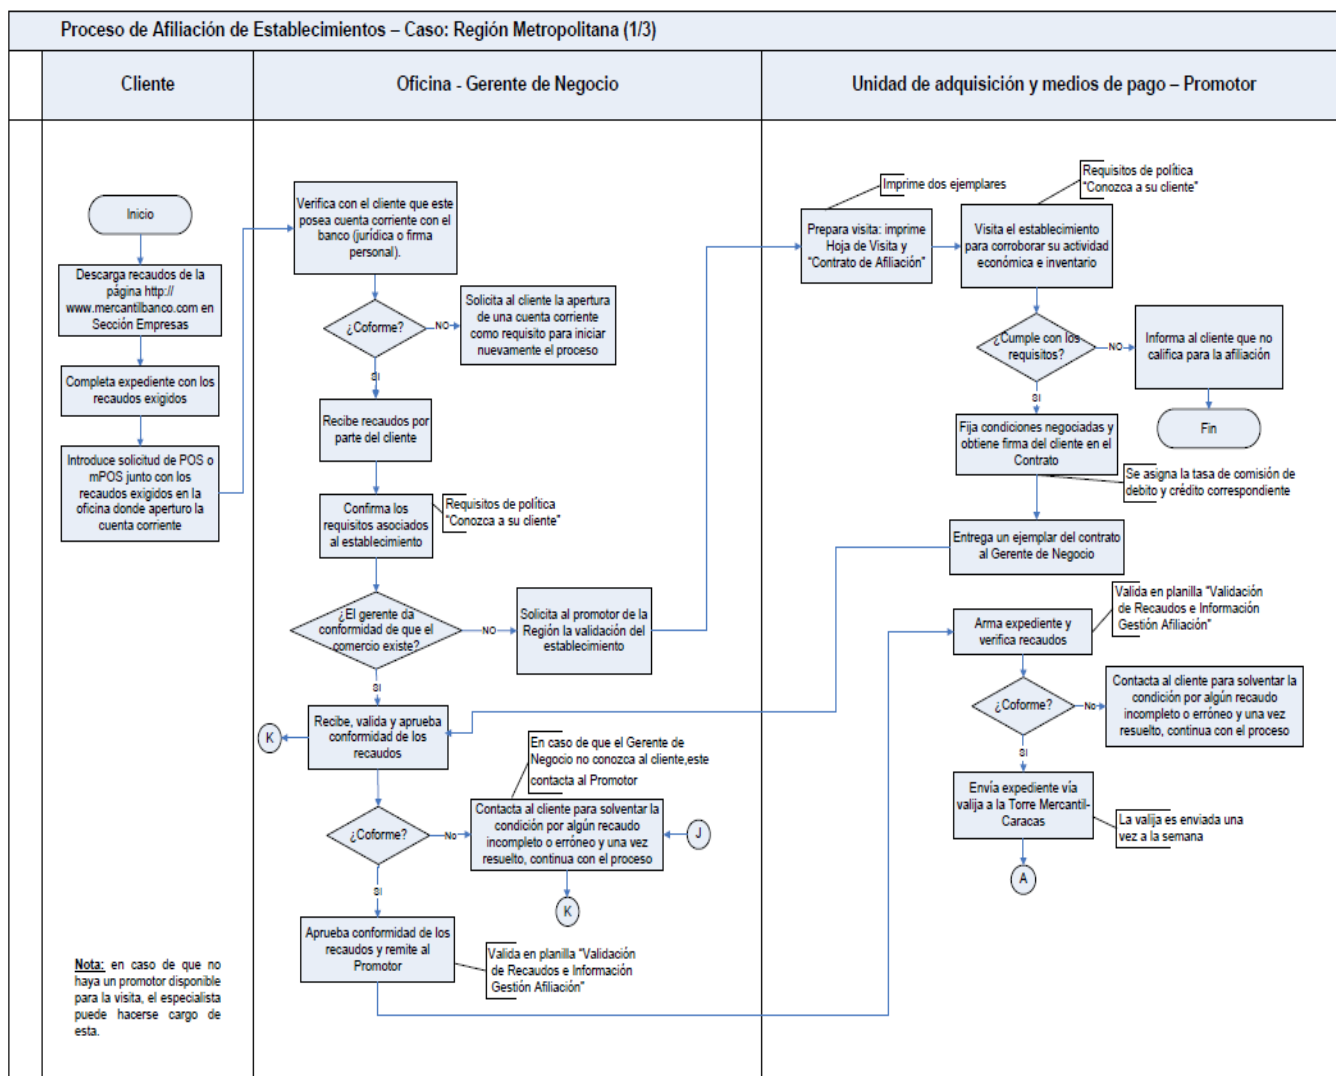 Proceso de Afiliación de Establecimientos – Caso: Región Metropolitana (1/3)
Cliente
Oficina - Gerente de Negocio
Unidad de adquisición y medios de pago – Promotor
Inicio
Descarga recaudos de la
página http://
www.mercantilbanco.com en
Sección Empresas
Completa expediente con los
recaudos exigidos
Introduce solicitud de POS o
mPOS junto con los
recaudos exigidos en la
oficina donde aperturo la
cuenta corriente
Nota: en caso de que no
haya un promotor disponible
para la visita, el especialista
puede hacerse cargo de
esta.
Verifica con el cliente que este
posea cuenta corriente con el
banco (jurídica o firma
personal).
¿Coforme?
NO
Solicita al cliente la apertura
de una cuenta corriente
como requisito para iniciar
nuevamente el proceso
SI
Recibe recaudos por
parte del cliente
Confirma los
requisitos asociados
al establecimiento
Requisitos de política
“Conozca a su cliente”
¿El gerente da
conformidad de que el
comercio existe?
NO
Solicita al promotor de la
Región la validación del
establecimiento
SI
Recibe, valida y aprueba
conformidad de los
recaudos
K
En caso de que el Gerente de
Negocio no conozca al cliente,este
contacta al Promotor
¿Coforme?
No
Contacta al cliente para solventar la
condición por algún recaudo
incompleto o erróneo y una vez
resuelto, continua con el proceso
J
K
SI
Aprueba conformidad de los
recaudos y remite al
Promotor
Valida en planilla “Validación
de Recaudos e Información
Gestión Afiliación”
Imprime dos ejemplares
Prepara visita: imprime
Hoja de Visita y
“Contrato de Afiliación”
Requisitos de política
“Conozca a su cliente”
Visita el establecimiento
para corroborar su actividad
económica e inventario
¿Cumple con los
requisitos?
NO
Informa al cliente que no
califica para la afiliación
Fin
SI
Fija condiciones negociadas y
obtiene firma del cliente en el
Contrato
Se asigna la tasa de comisión de
debito y crédito correspondiente
Entrega un ejemplar del contrato
al Gerente de Negocio
Valida en planilla “Validación
de Recaudos e Información
Gestión Afiliación”
Arma expediente y
verifica recaudos
¿Coforme?
No
Contacta al cliente para solventar la
condición por algún recaudo
incompleto o erróneo y una vez
resuelto, continua con el proceso
SI
Envía expediente vía
valija a la Torre Mercantil-
Caracas
La valija es enviada una
vez a la semana
A